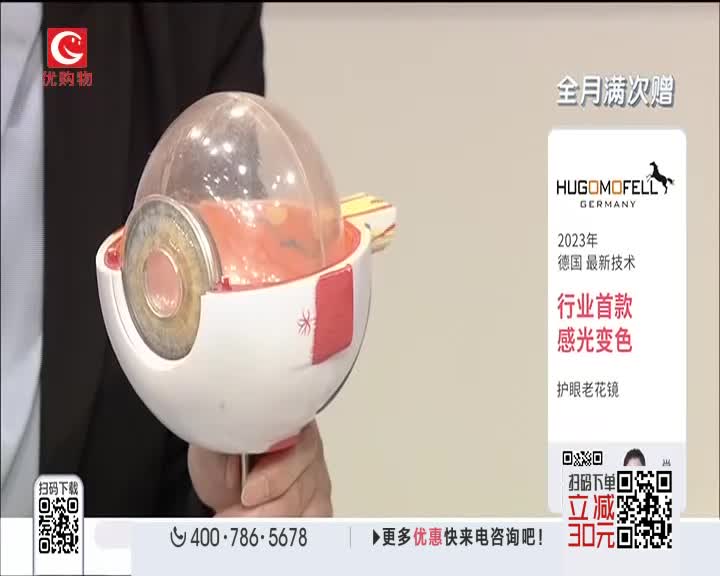 优购物
全月满次赠
HUGOMOFELL
GERMANY
2023年
德国 最新技术
行业首款
感光变色
护眼老花镜
扫码下载
扫码下单
立减
30元
400·786·5678
更多优惠快来电咨询吧！